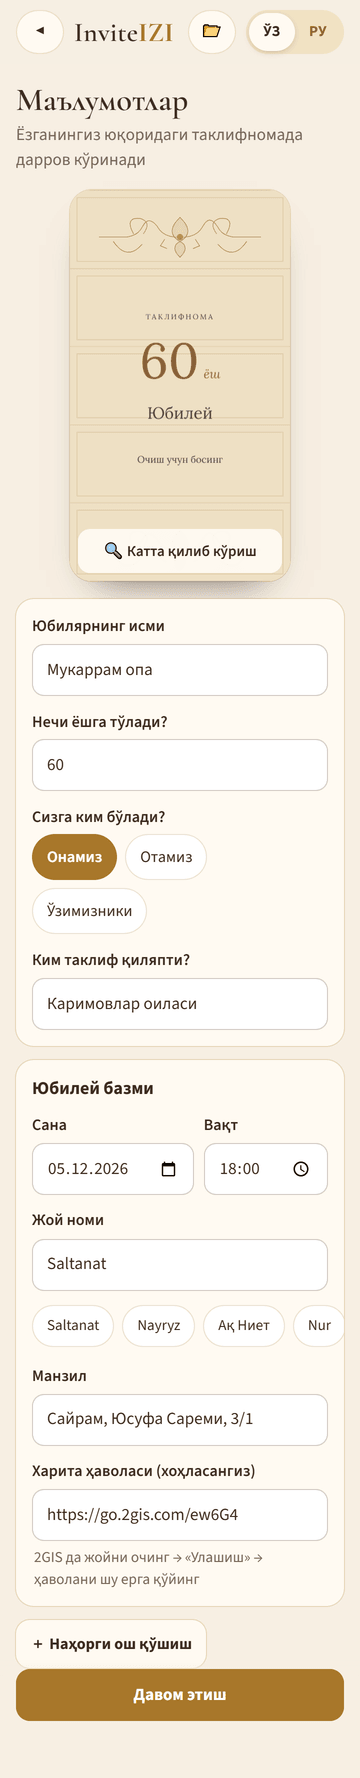 InviteIZI
ЎЗ
РУ
Маълумотлар
Ёзганингиз юқоридаги таклифномада
дарров кўринади
ТАКЛИФНОМА
60 ёш
Юбилей
Очиш учун босинг
Катта қилиб кўриш
Юбилярнинг исми
Мукаррам опа
Нечи ёшга тўлади?
60
Сизга ким бўлади?
Онамиз
Отамиз
Ўзимизники
Ким таклиф қиляпти?
Каримовлар оиласи
Юбилей базми
Сана
Вақт
05.12.2026
18:00
Жой номи
Saltanat
Saltanat
Nayryz
Ақ Ниет
Nur
Манзил
Сайрам, Юсуфа Сареми, 3/1
Харита ҳаволаси (хоҳласангиз)
https://go.2gis.com/ew6G4
2GIS да жойни очинг → «Улашиш» →
ҳаволани шу ерга қўйинг
+ Наҳорги ош қўшиш
Давом этиш